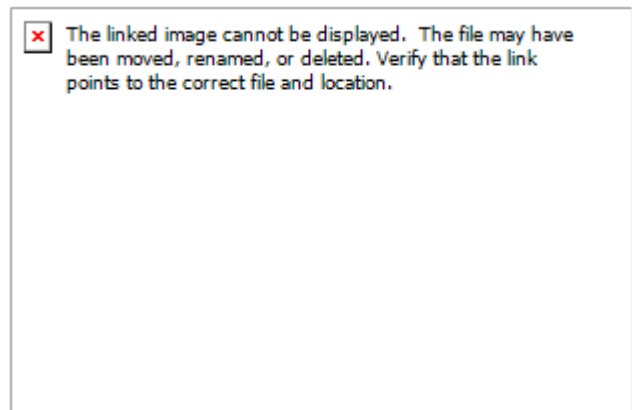 The linked image cannot be displayed.  The file may have
been moved, renamed, or deleted. Verify that the link
points to the correct file and location.